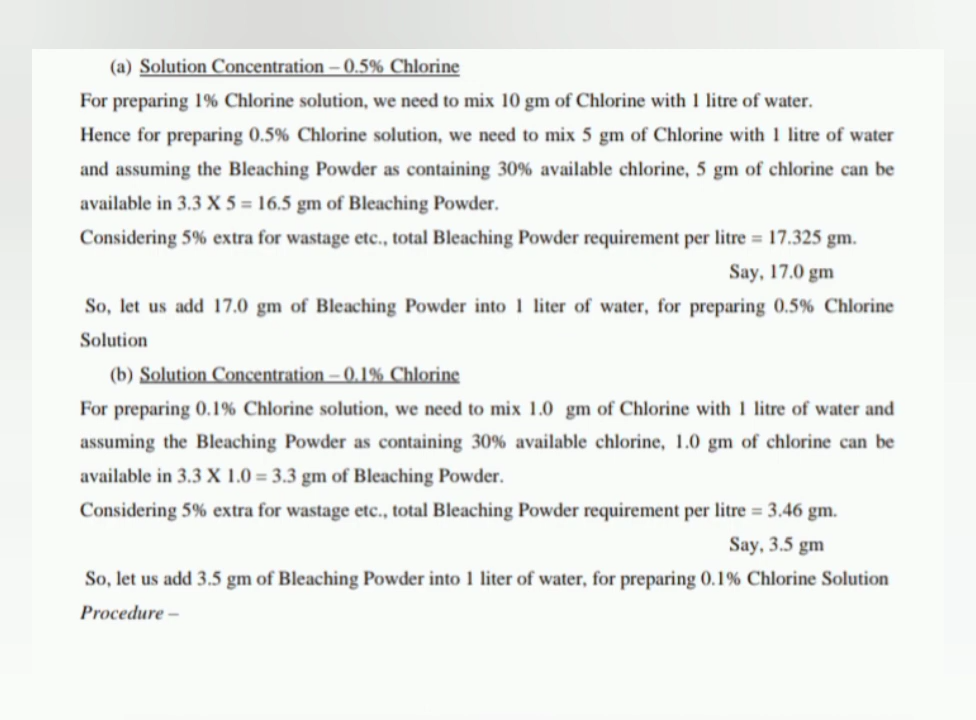 (a) Solution Concentration – 0.5% Chlorine
For preparing 1% Chlorine solution, we need to mix 10 gm of Chlorine with 1 litre of water.
Hence for preparing 0.5% Chlorine solution, we need to mix 5 gm of Chlorine with 1 litre of water
and assuming the Bleaching Powder as containing 30% available chlorine, 5 gm of chlorine can be
available in 3.3 X 5 = 16.5 gm of Bleaching Powder.
Considering 5% extra for wastage etc., total Bleaching Powder requirement per litre = 17.325 gm.
Say, 17.0 gm
So, let us add 17.0 gm of Bleaching Powder into 1 liter of water, for preparing 0.5% Chlorine
Solution
(b) Solution Concentration – 0.1% Chlorine
For preparing 0.1% Chlorine solution, we need to mix 1.0 gm of Chlorine with 1 litre of water and
assuming the Bleaching Powder as containing 30% available chlorine, 1.0 gm of chlorine can be
available in 3.3 X 1.0 = 3.3 gm of Bleaching Powder.
Considering 5% extra for wastage etc., total Bleaching Powder requirement per litre = 3.46 gm.
Say, 3.5 gm
So, let us add 3.5 gm of Bleaching Powder into 1 liter of water, for preparing 0.1% Chlorine Solution
Procedure –